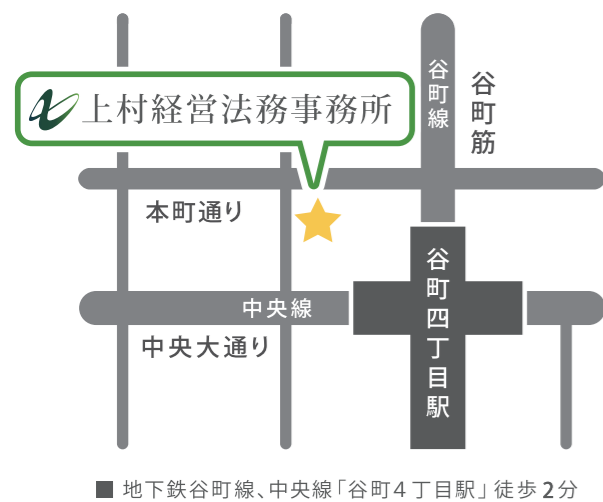 谷町線
谷町筋
上村経営法務事務所
本町通り
中央線
中央大通り
谷町四丁目駅
■ 地下鉄谷町線、中央線「谷町4丁目駅」徒歩2分